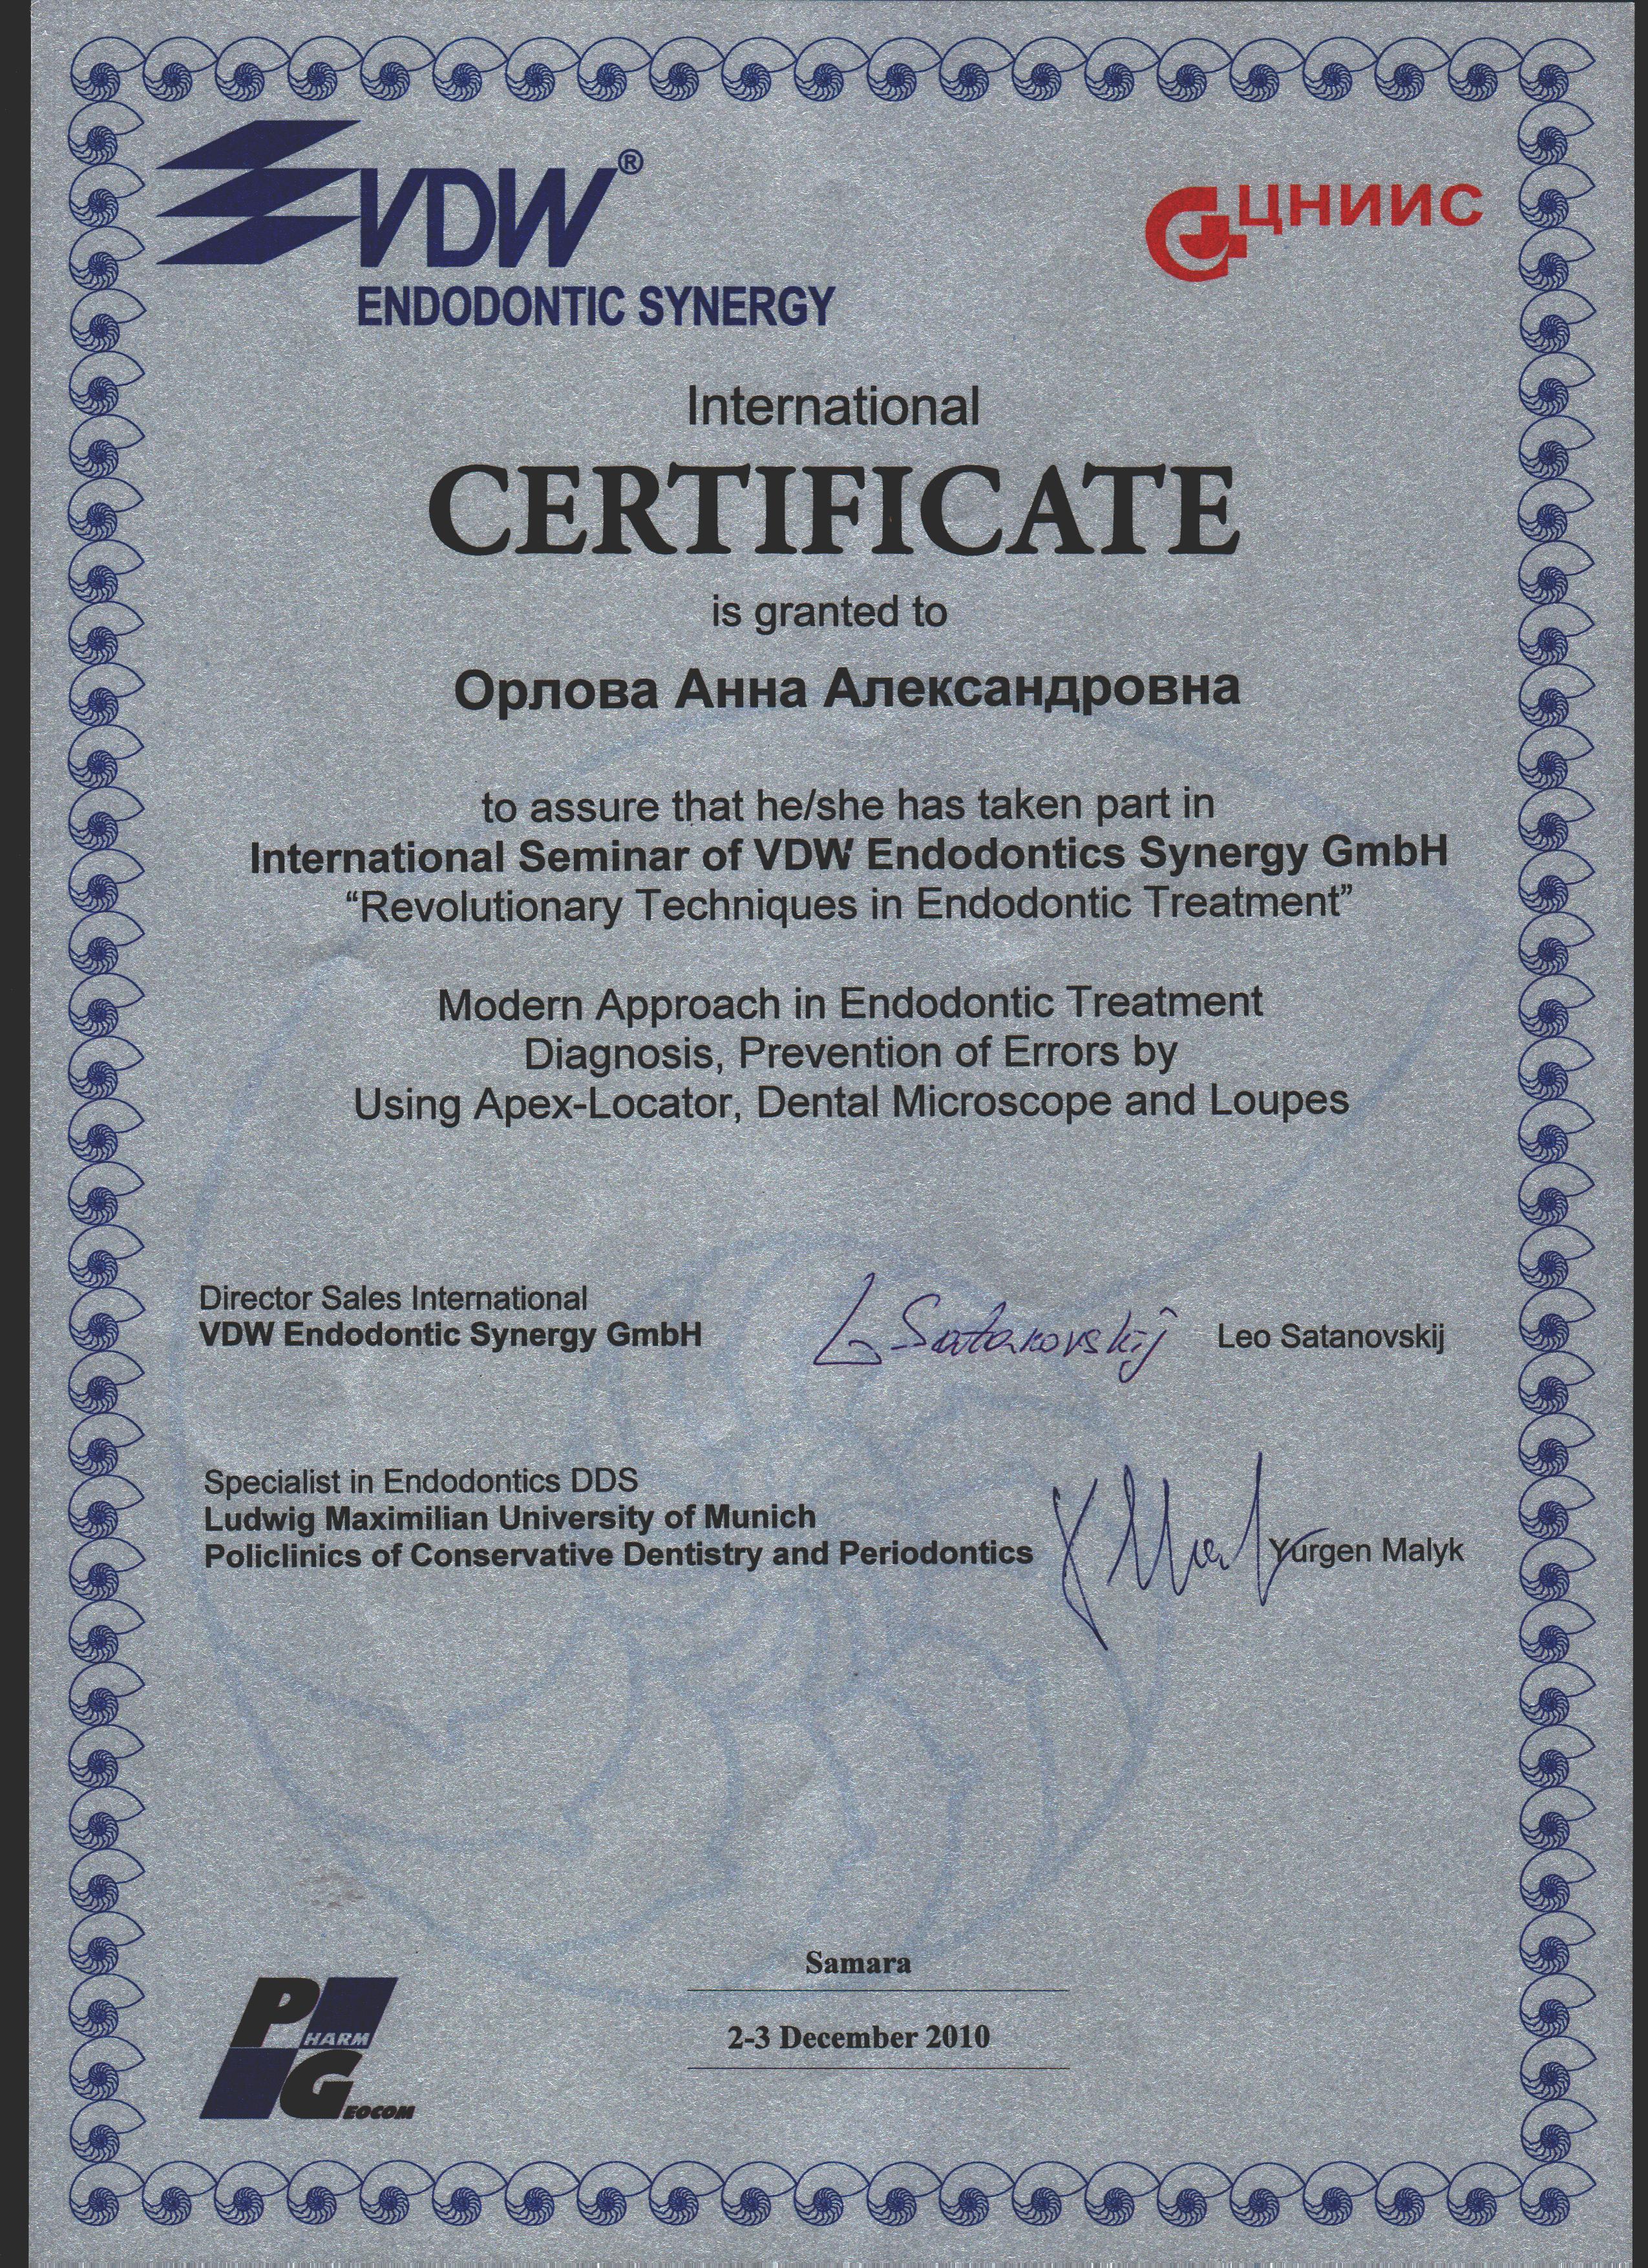 VDW®
ENDODONTIC SYNERGY
ЦНИИС
International
CERTIFICATE
is granted to
Орлова Анна Александровна
to assure that he/she has taken part in
International Seminar of VDW Endodontics Synergy GmbH
“Revolutionary Techniques in Endodontic Treatment”
Modern Approach in Endodontic Treatment
Diagnosis, Prevention of Errors by
Using Apex-Locator, Dental Microscope and Loupes
Director Sales International
VDW Endodontic Synergy GmbH
L Satanovskij
Leo Satanovskij
Specialist in Endodontics DDS
Ludwig Maximilian University of Munich
Policlinics of Conservative Dentistry and Periodontics
Yurgen Malyk
Samara
2-3 December 2010
PHARM
GEOCOM